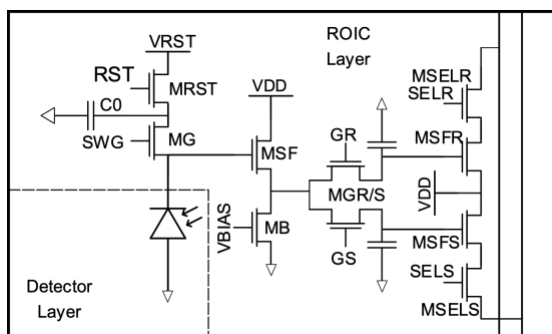 VRST
ROIC
Layer
RST
MRST
VDD
MSELR
SELR
C0
SWG
MG
MSF
GR
MSFR
MGR/S
VDD
VBIAS
MB
GS
MSFS
SELS
MSELS
Detector
Layer